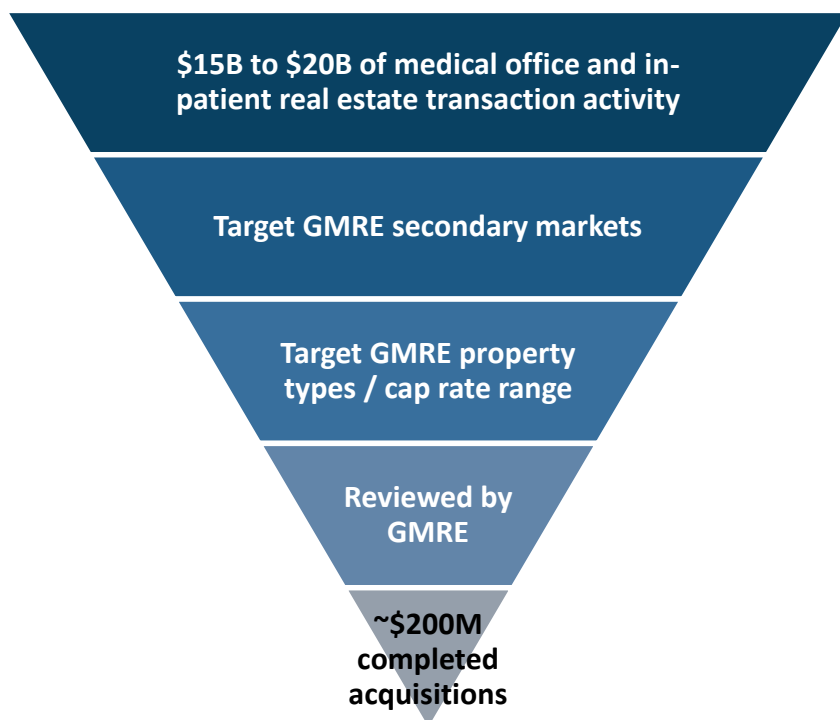 $15B to $20B of medical office and in-
patient real estate transaction activity
Target GMRE secondary markets
Target GMRE property
types / cap rate range
Reviewed by
GMRE
~$200M
completed
acquisitions